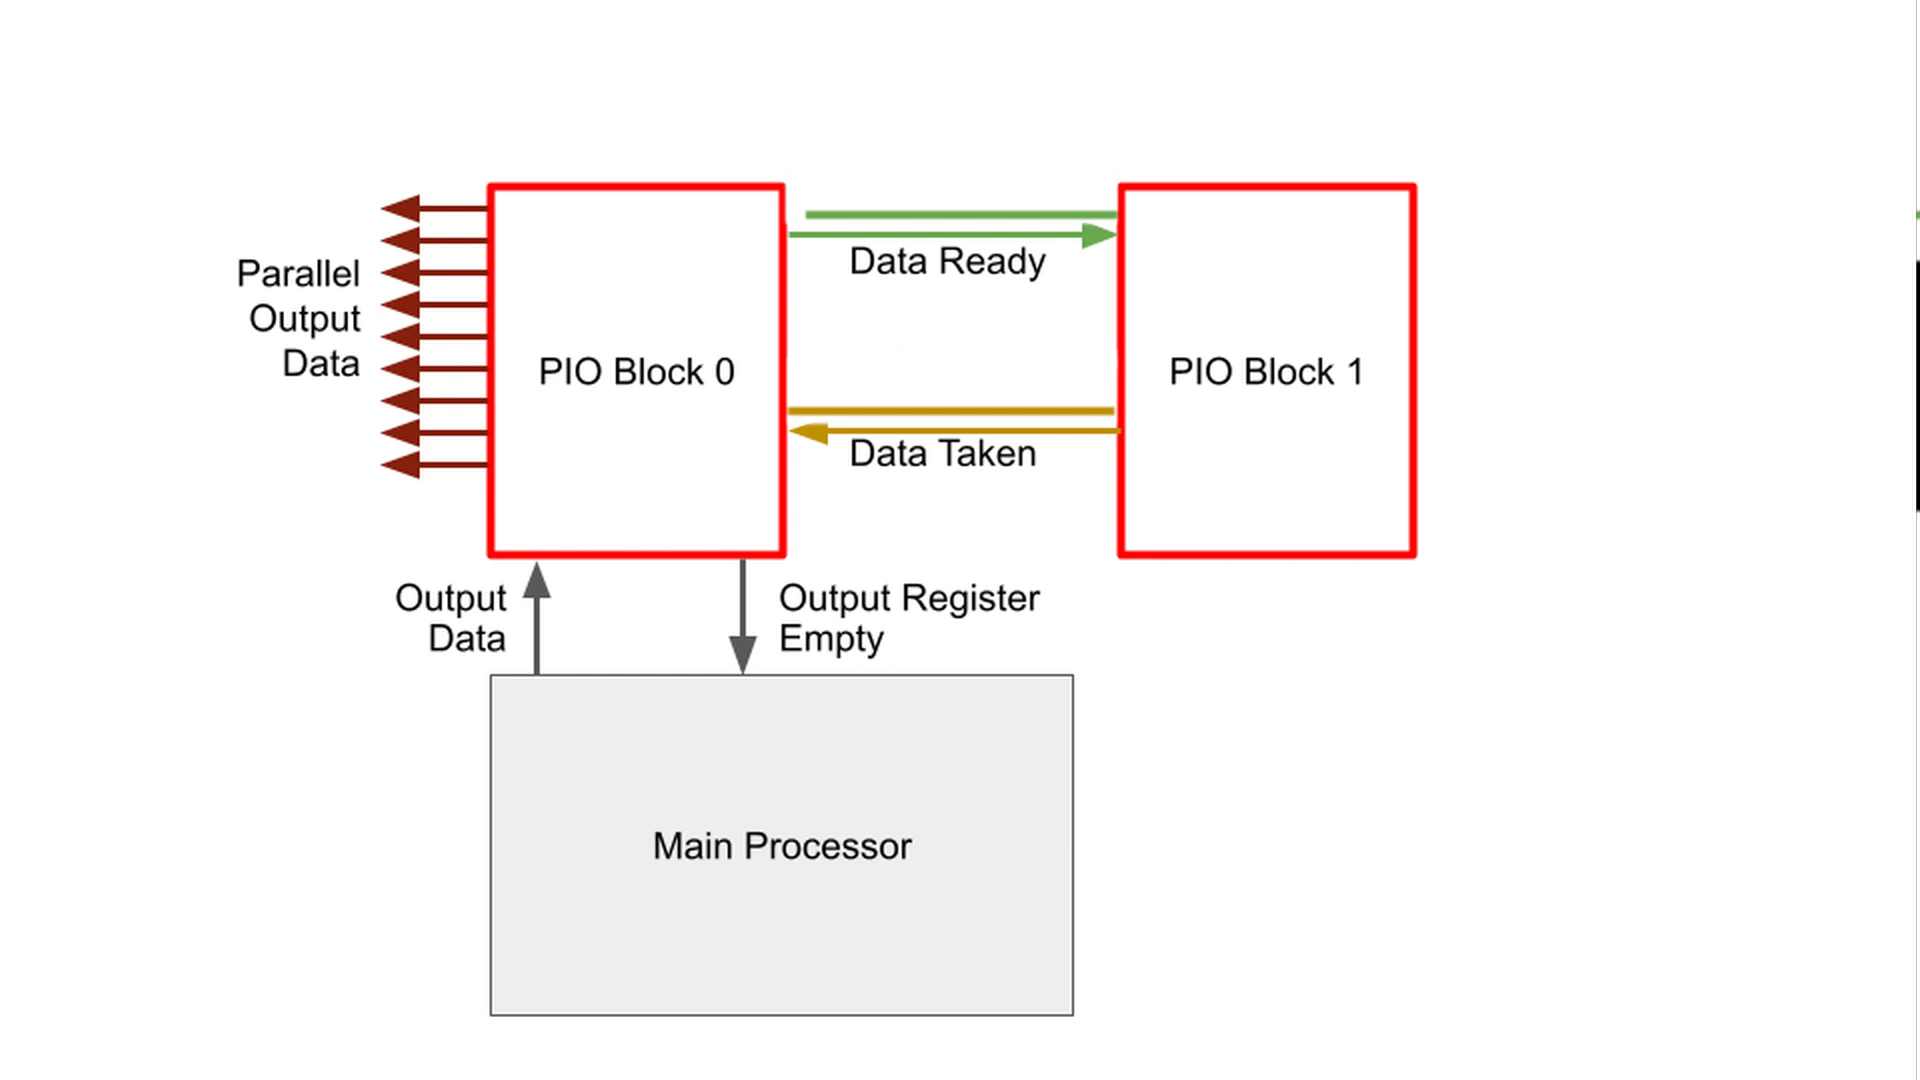 Parallel
Output
Data
PIO Block 0
Data Ready
Data Taken
PIO Block 1
Output
Data
Output Register
Empty
Main Processor